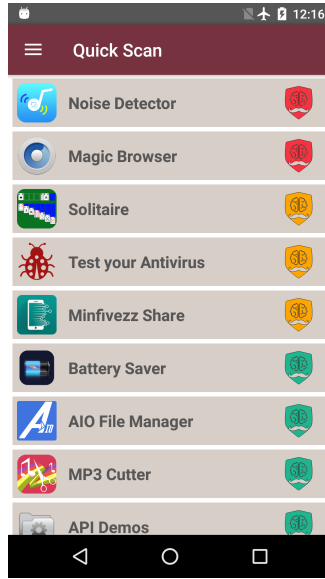 12:16
Quick Scan
Noise Detector
Magic Browser
Solitaire
Test your Antivirus
Minfivezz Share
Battery Saver
AIO
AIO File Manager
MP3 Cutter
API Demos